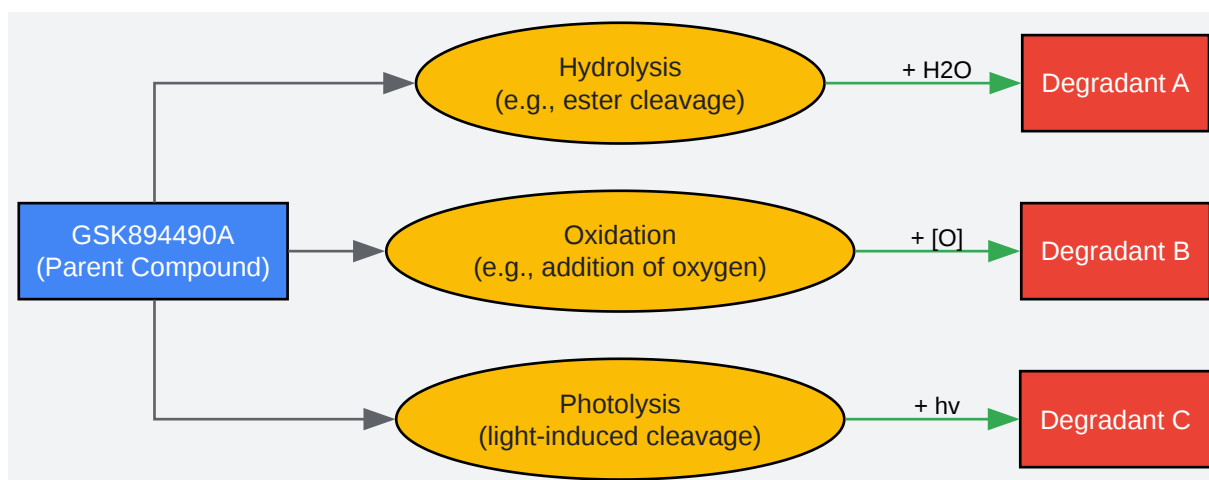 Hydrolysis
(e.g., ester cleavage)
+ H2O
Degradant A
GSK894490A
(Parent Compound)
Oxidation
(e.g., addition of oxygen)
+ [O]
Degradant B
Photolysis
(light-induced cleavage)
+ hv
Degradant C